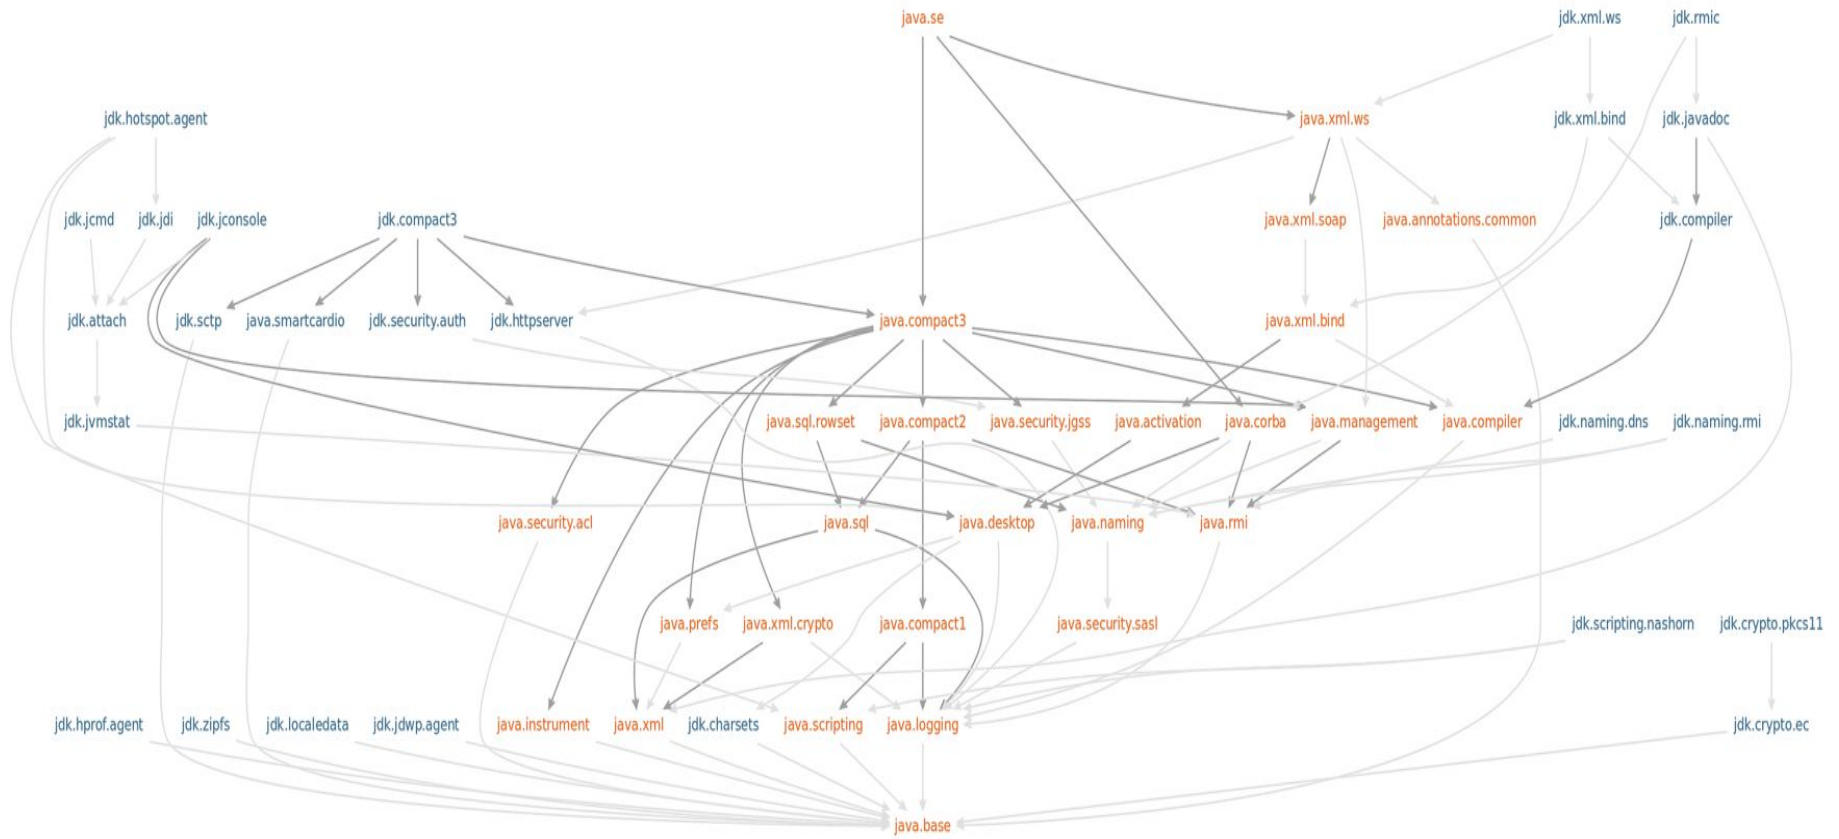 java.se
jdk.xml.ws
jdk.rmic
jdk.hotspot.agent
java.xml.ws
jdk.xml.bind
jdk.javadoc
jdk.jcmd
jdk.jdi
jdk.jconsole
jdk.compact3
java.xml.soap
java.annotations.common
jdk.compiler
jdk.attach
jdk.sctp
java.smartcardio
jdk.security.auth
jdk.httpserver
java.compact3
java.xml.bind
jdk.jvmstat
java.sql.rowset
java.compact2
java.security.jgss
java.activation
java.corba
java.management
java.compiler
jdk.naming.dns
jdk.naming.rmi
java.security.acl
java.sql
java.desktop
java.naming
java.rmi
java.prefs
java.xml.crypto
java.compact1
java.security.sasl
jdk.scripting.nashorn
jdk.crypto.pkcs11
jdk.hprof.agent
jdk.zipfs
jdk.localedata
jdk.jdwp.agent
java.instrument
java.xml
jdk.charsets
java.scripting
java.logging
jdk.crypto.ec
java.base